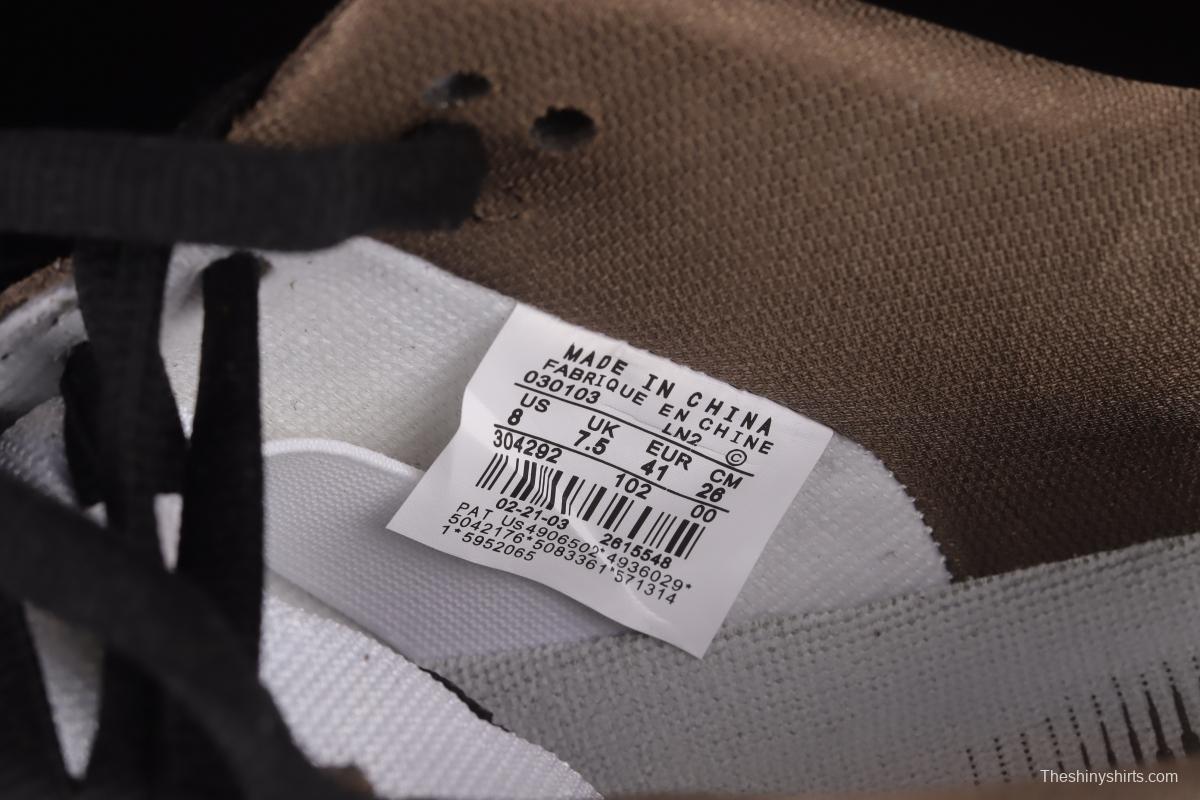 MADE IN CHINA
FABRIQUE EN CHINE
030103 LN2 ©
US UK EUR CM
8 7.5 41 26
304292 102 00
02-21-03 2615548
PAT US4906502*4936029*
5042176*5083361*571314
1*5952065
Theshinyshirts.com